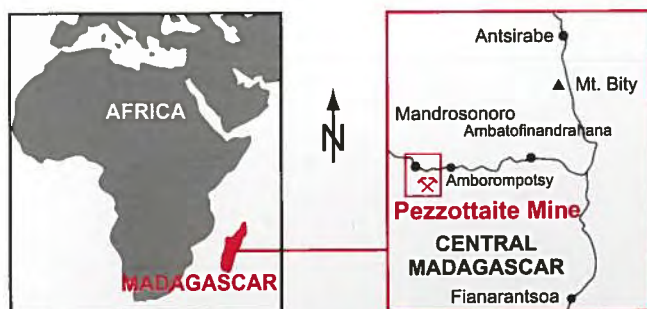 AFRICA
MADAGASCAR
N
Antsirabe
Mt. Bity
Mandrosonoro
Ambatofinandrahana
Amborompotsy
Pezzottaite Mine
CENTRAL
MADAGASCAR
Fianarantsoa